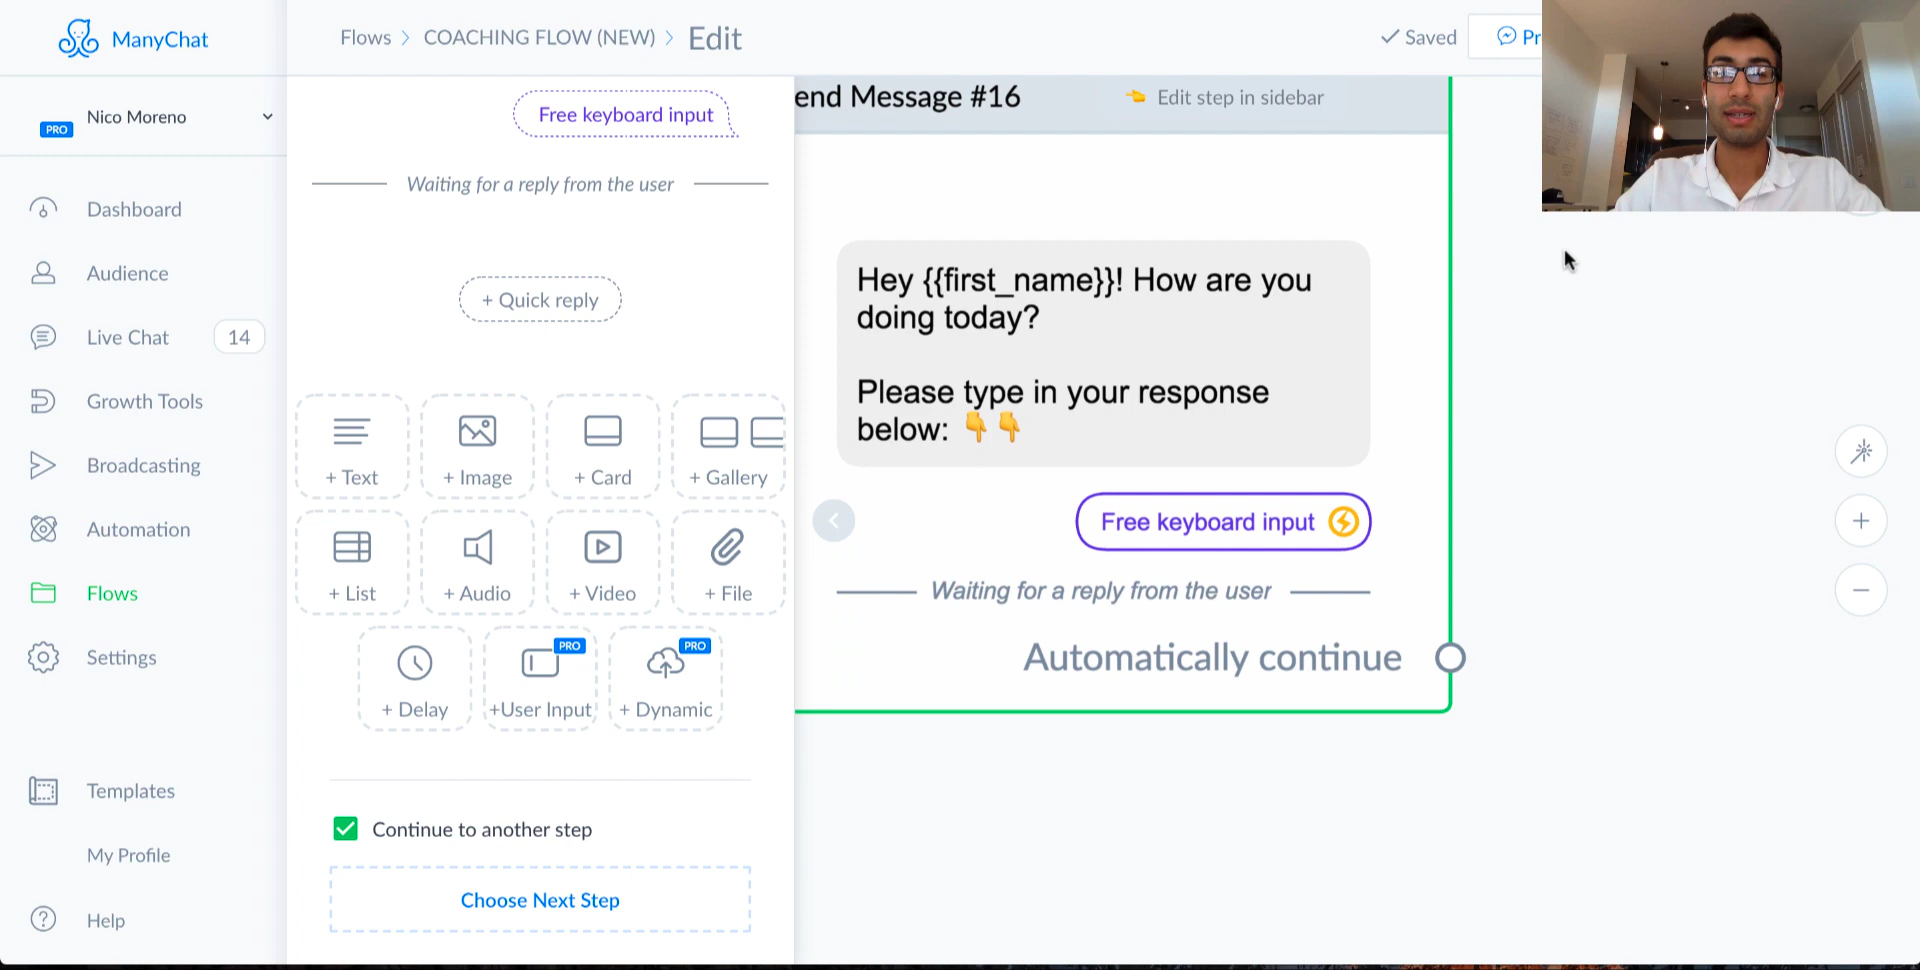 ManyChat
Flows > COACHING FLOW (NEW) > Edit
Saved
Nico Moreno
PRO
Dashboard
Audience
Live Chat
14
Growth Tools
Broadcasting
Automation
Flows
Settings
Templates
My Profile
Help
Free keyboard input
Waiting for a reply from the user
+ Quick reply
+ Text
+ Image
+ Card
+ Gallery
+ List
+ Audio
+ Video
+ File
+ Delay
PRO
+User Input
PRO
+ Dynamic
Continue to another step
Choose Next Step
Message #16
Edit step in sidebar
Hey {{first_name}}! How are you
doing today?
Please type in your response
below: 👇👇
Free keyboard input
Waiting for a reply from the user
Automatically continue